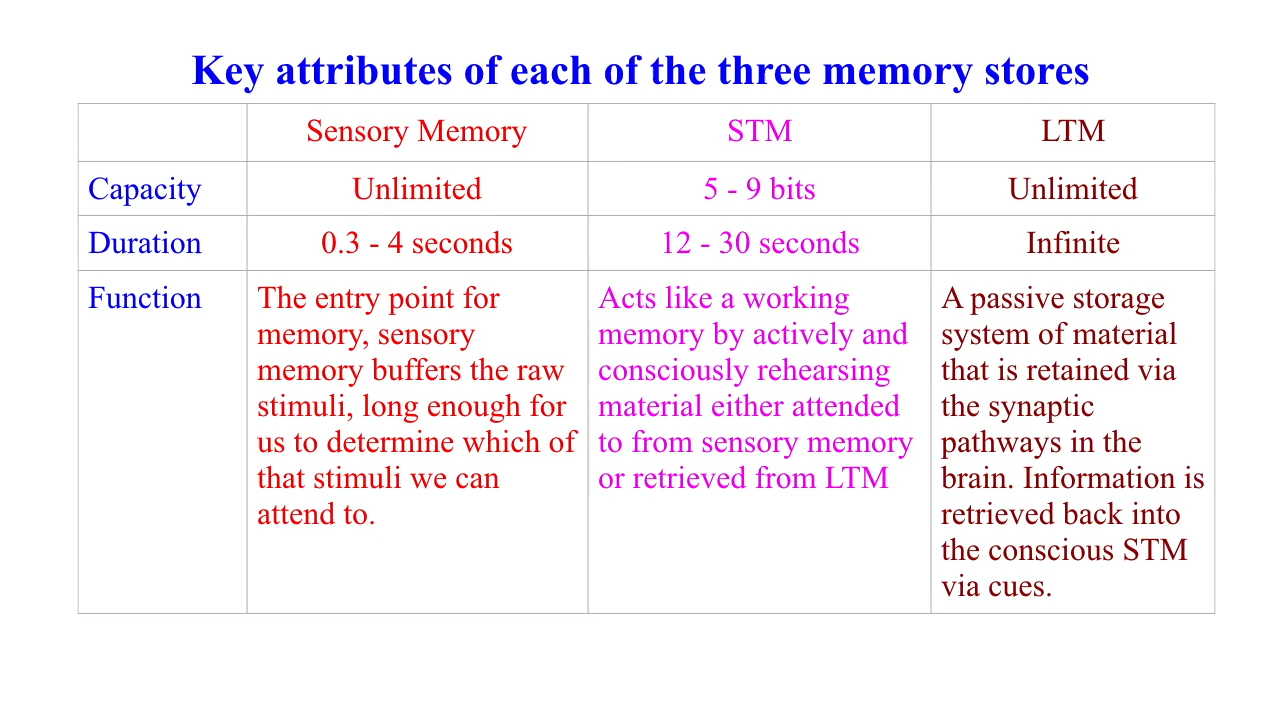 Key attributes of each of the three memory stores
Sensory Memory STM LTM
Capacity Unlimited 5 - 9 bits Unlimited
Duration 0.3 - 4 seconds 12 - 30 seconds Infinite
Function
The entry point for
memory, sensory
memory buffers the raw
stimuli, long enough for
us to determine which of
that stimuli we can
attend to.
Acts like a working
memory by actively and
consciously rehearsing
material either attended
to from sensory memory
or retrieved from LTM
A passive storage
system of material
that is retained via
the synaptic
pathways in the
brain. Information is
retrieved back into
the conscious STM
via cues.